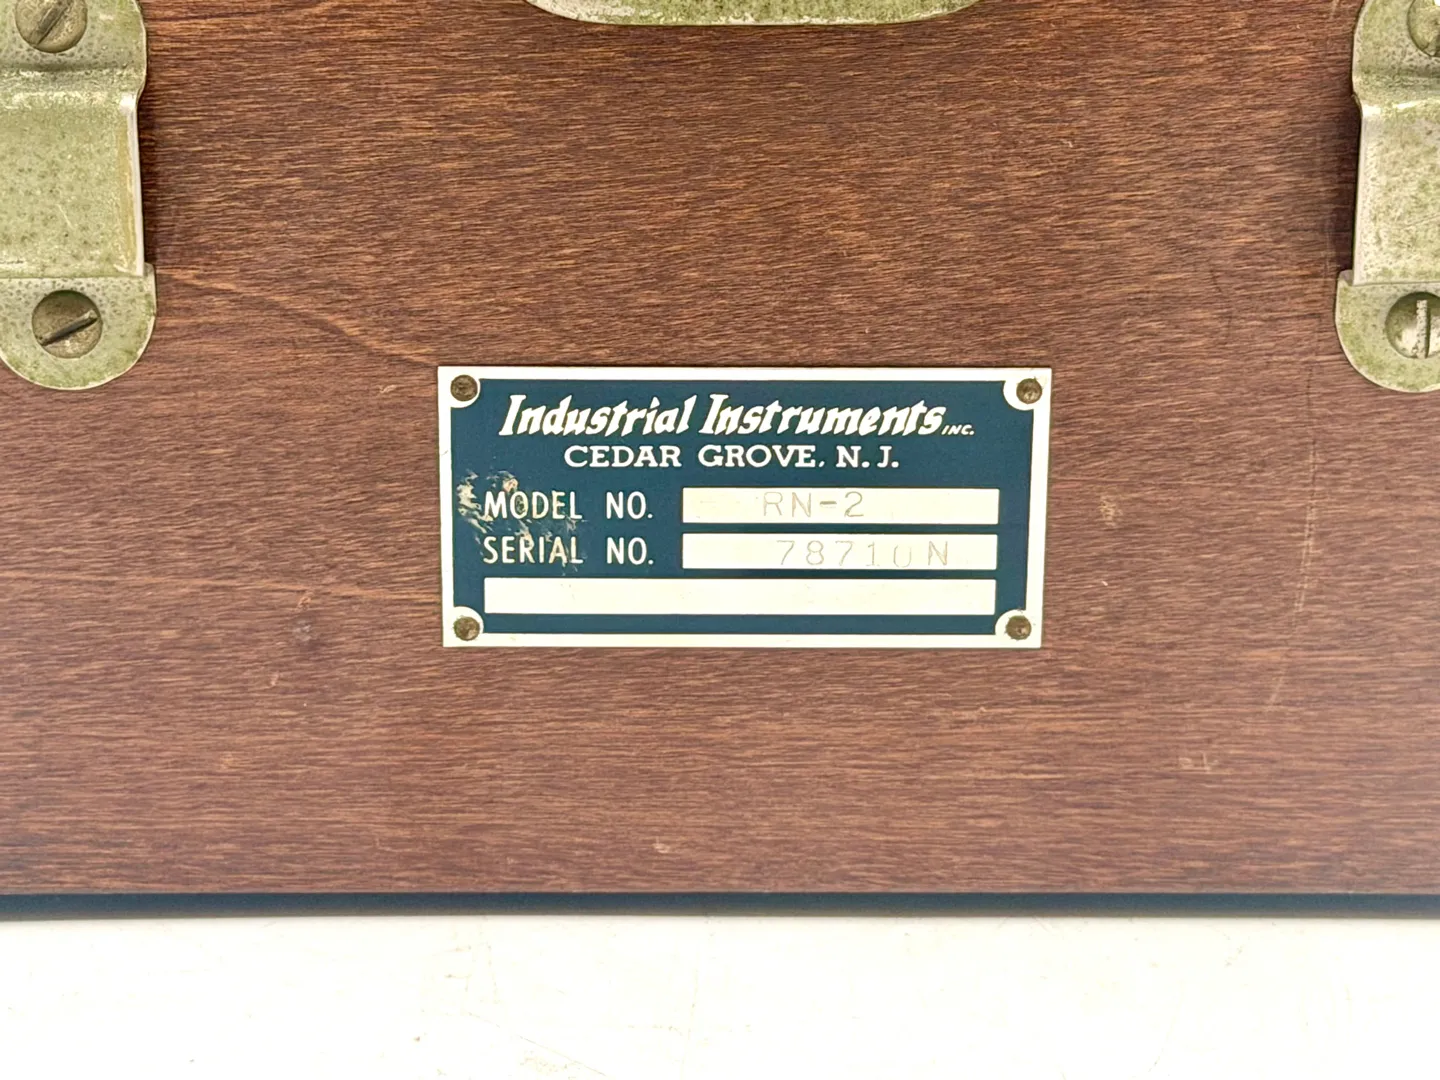 Industrial Instruments INC.
CEDAR GROVE, N. J.
MODEL NO. RN-2
SERIAL NO. 78710N